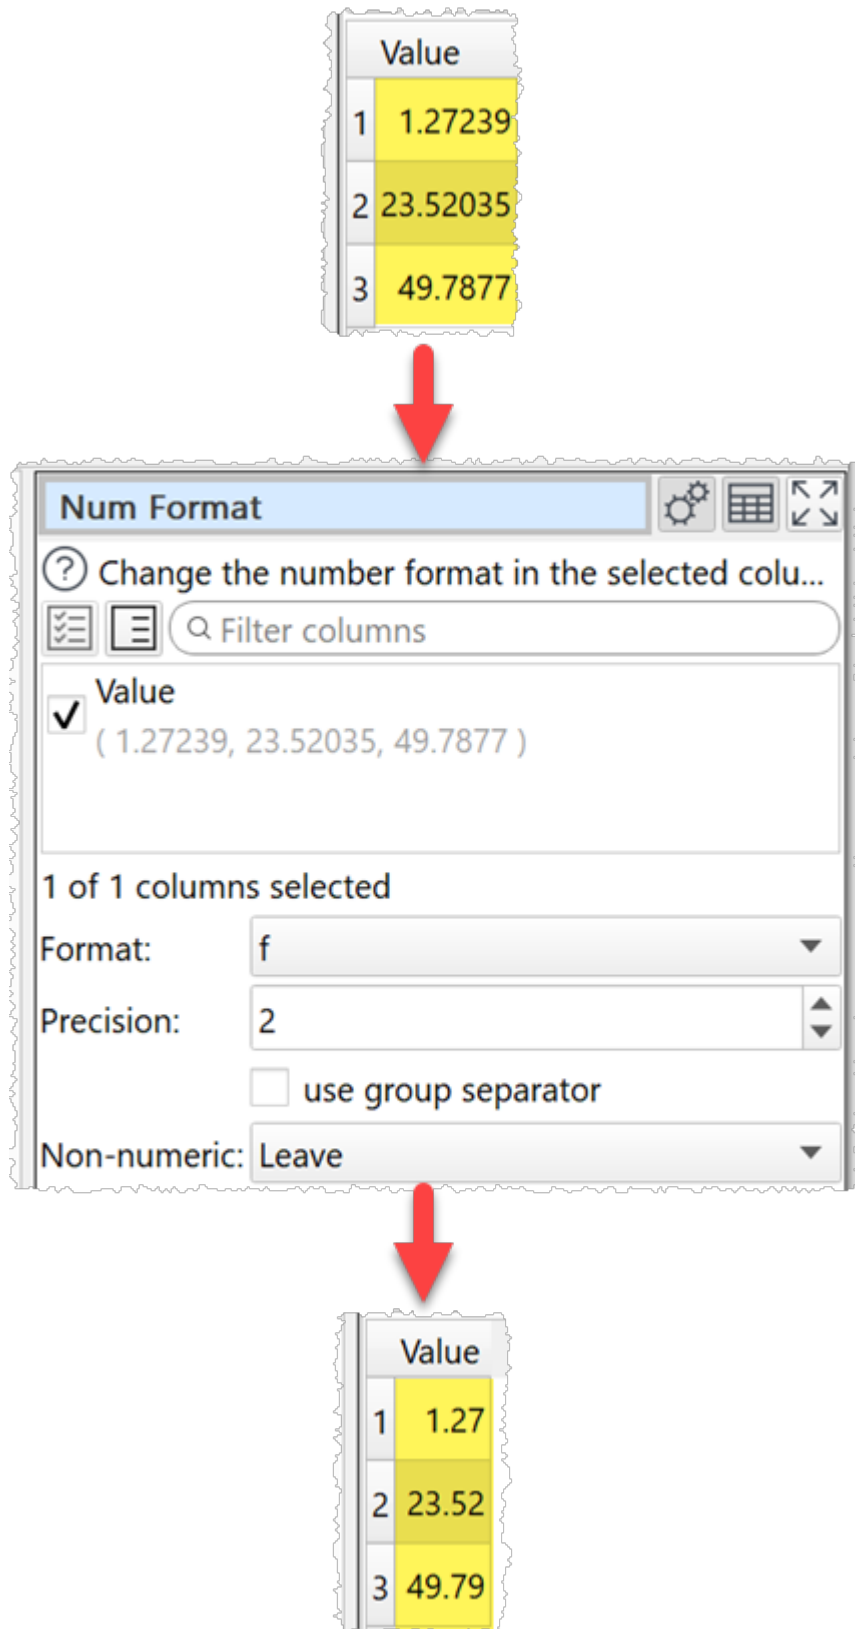 Value
1 1.27239
2 23.52035
3 49.7877
Num Format
? Change the number format in the selected colu...
Filter columns
Value
( 1.27239, 23.52035, 49.7877 )
1 of 1 columns selected
Format: f
Precision: 2
use group separator
Non-numeric: Leave
Value
1 1.27
2 23.52
3 49.79